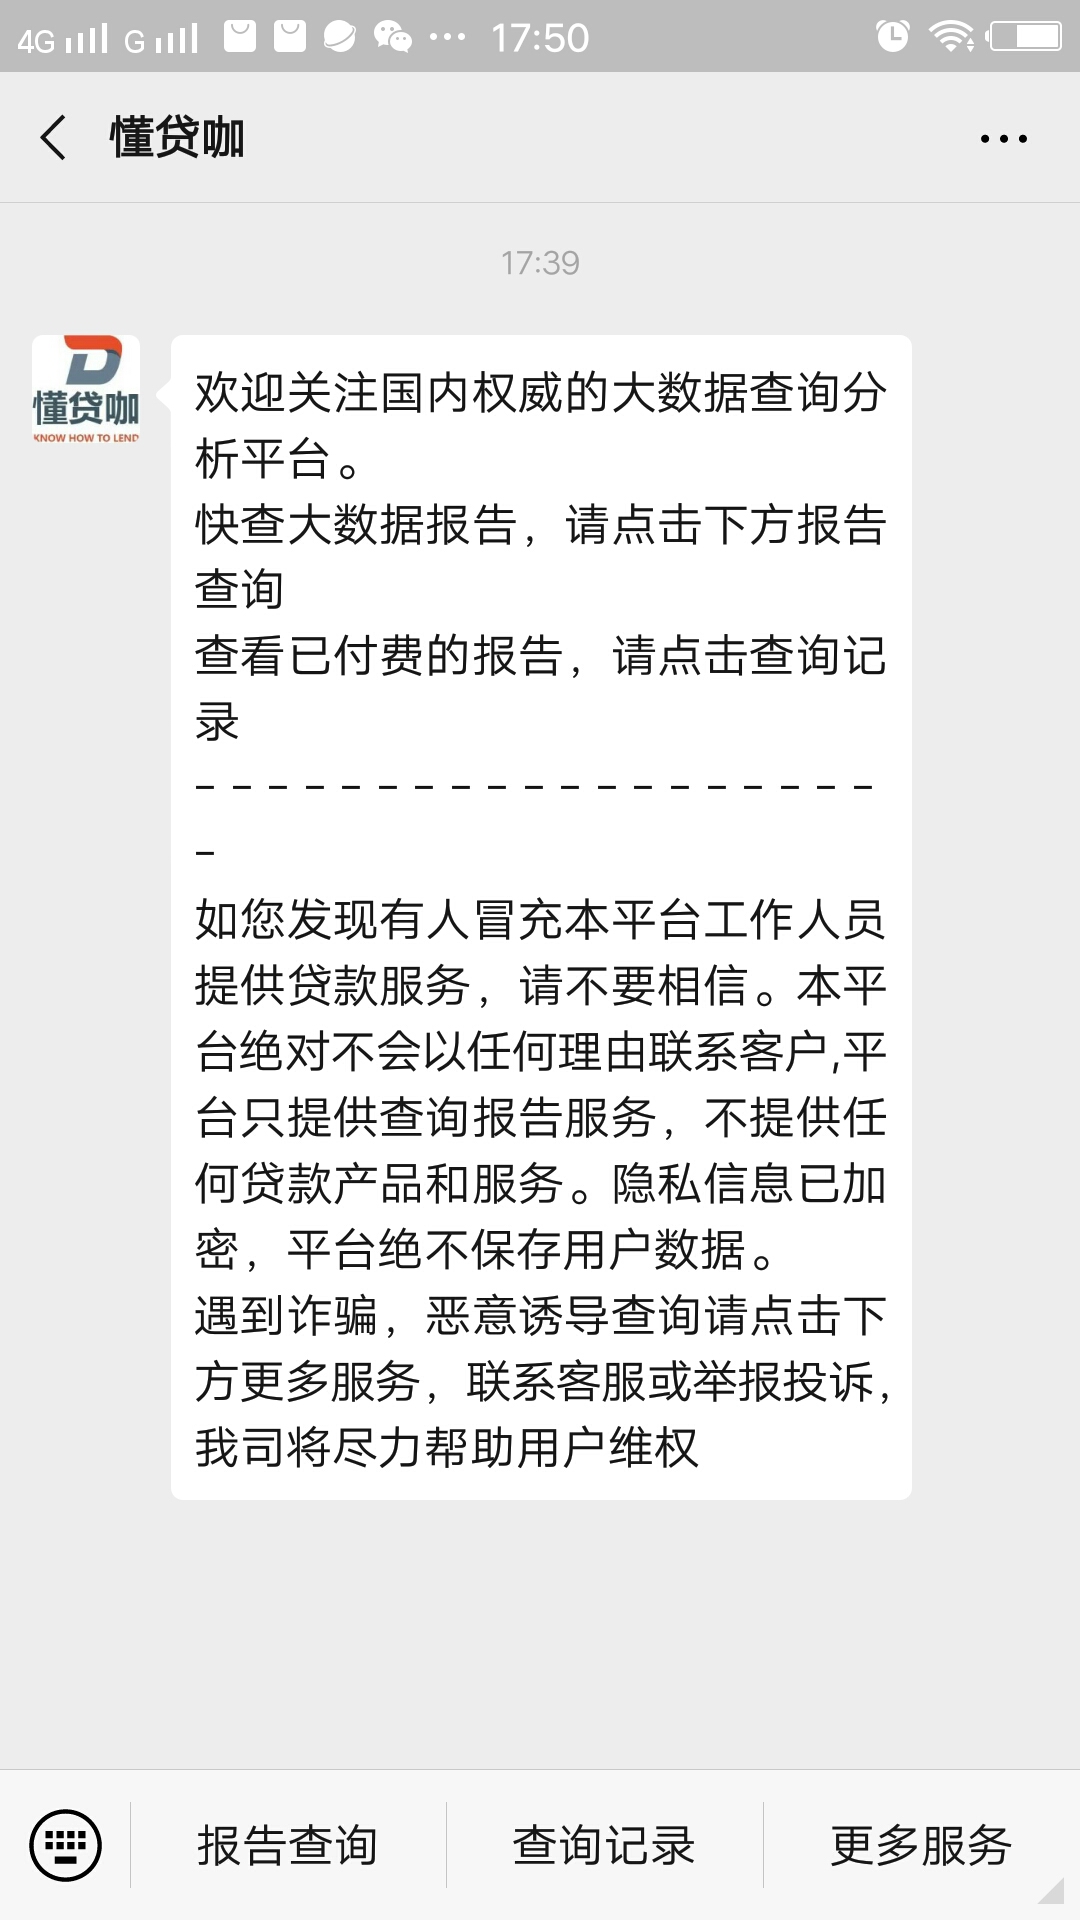 4G G 17:50
懂贷咖
17:39
懂贷咖
KNOW HOW TO LEND
欢迎关注国内权威的大数据查询分
析平台。
快查大数据报告，请点击下方报告
查询
查看已付费的报告，请点击查询记
录
– – – – – – – – – – – – – – – – – – –
–
如您发现有人冒充本平台工作人员
提供贷款服务，请不要相信。本平
台绝对不会以任何理由联系客户,平
台只提供查询报告服务，不提供任
何贷款产品和服务。隐私信息已加
密，平台绝不保存用户数据。
遇到诈骗，恶意诱导查询请点击下
方更多服务，联系客服或举报投诉，
我司将尽力帮助用户维权
报告查询 查询记录 更多服务